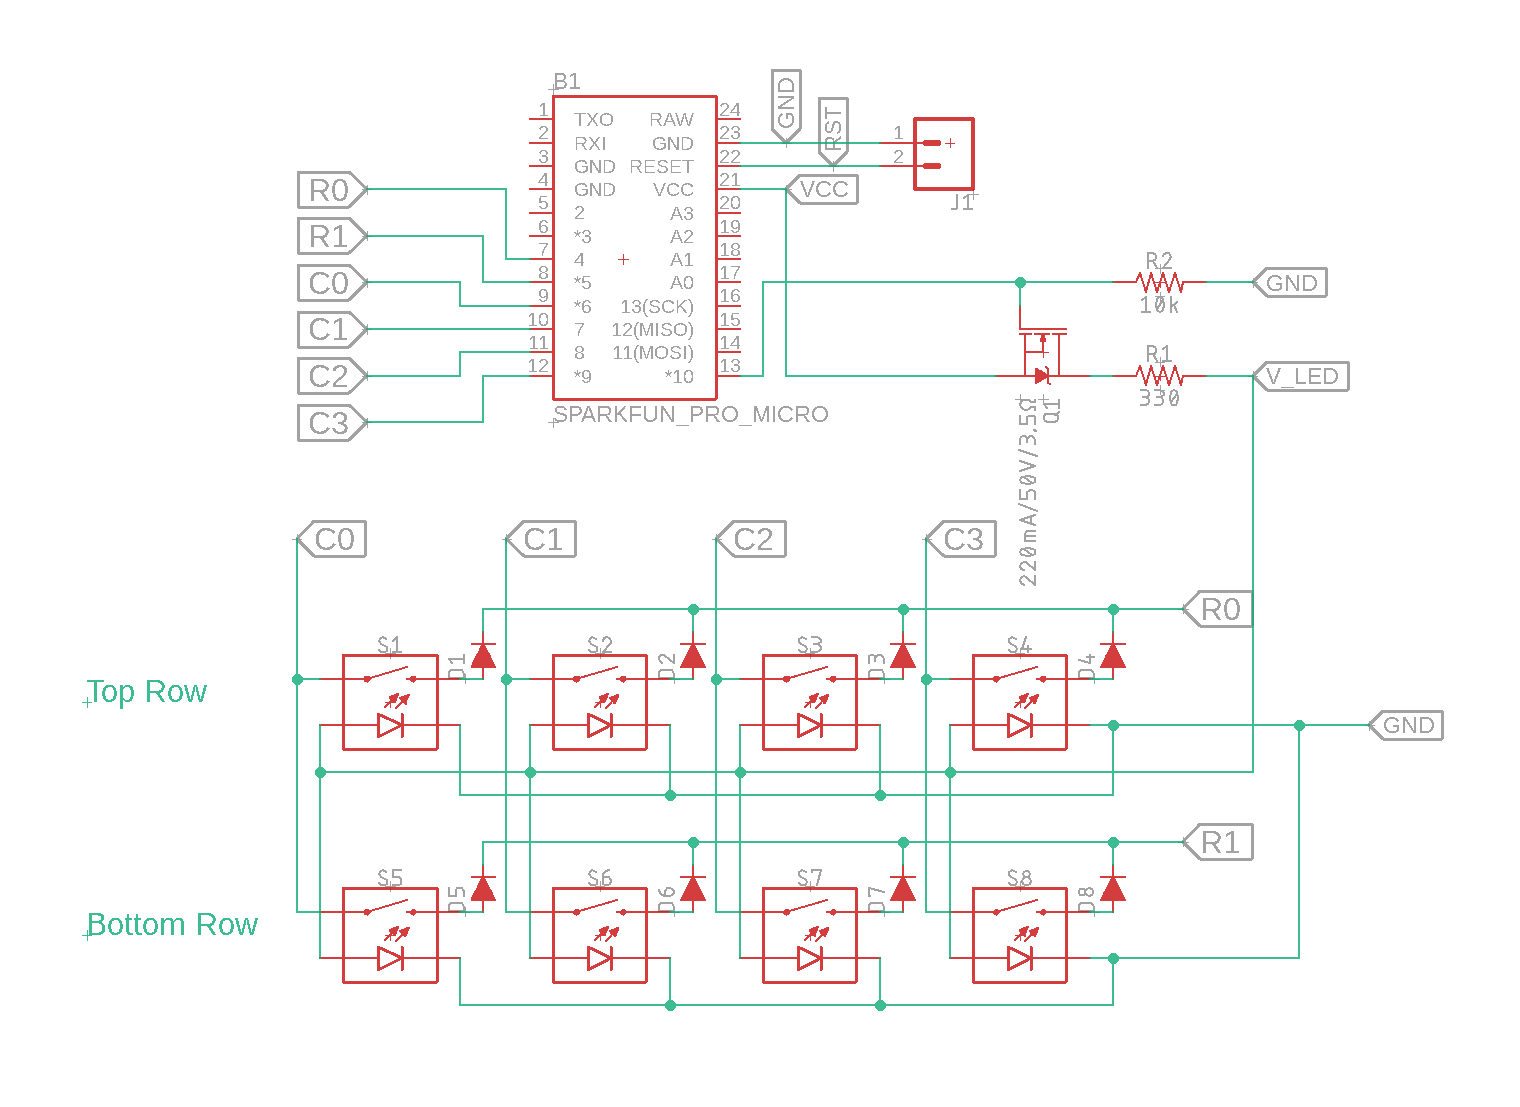 B1
1 TXO RAW 24
2 RXI GND 23
3 GND RESET 22
4 GND VCC 21
5 2 A3 20
6 *3 A2 19
7 4 A1 18
8 *5 A0 17
9 *6 13(SCK) 16
10 7 12(MISO) 15
11 8 11(MOSI) 14
12 *9 *10 13
SPARKFUN_PRO_MICRO
R0
R1
C0
C1
C2
C3
GND
RST
VCC
1
2
J1
R2
10k
GND
R1
330
V_LED
Q1
220mA/50V/3.5Ω
C0 C1 C2 C3
R0
S1 D1 S2 D2 S3 D3 S4 D4
Top Row
GND
R1
S5 D5 S6 D6 S7 D7 S8 D8
Bottom Row